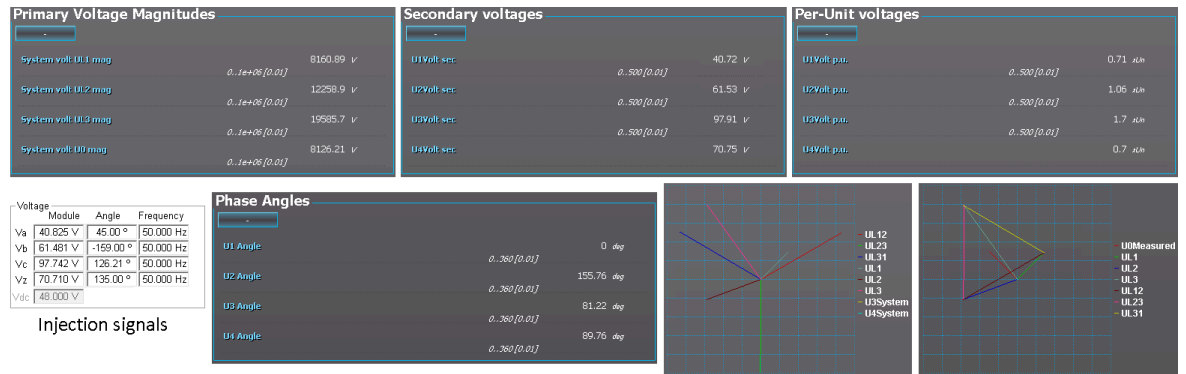 Primary Voltage Magnitudes
-
System volt UL1 mag 8160.89 V
0..1e+06 [0.01]
System volt UL2 mag 12258.9 V
0..1e+06 [0.01]
System volt UL3 mag 19585.7 V
0..1e+06 [0.01]
System volt U0 mag 8126.21 V
0..1e+06 [0.01]
Secondary voltages
-
U1Volt sec 40.72 V
0..500 [0.01]
U2Volt sec 61.53 V
0..500 [0.01]
U3Volt sec 97.91 V
0..500 [0.01]
U4Volt sec 70.75 V
Per-Unit voltages
-
U1Volt p.u. 0.71 xUn
0..500 [0.01]
U2Volt p.u. 1.06 xUn
0..500 [0.01]
U3Volt p.u. 1.7 xUn
0..500 [0.01]
U4Volt p.u. 0.7 xUn
Voltage
Module Angle Frequency
Va 40.825 V 45.00 º 50.000 Hz
Vb 61.481 V -159.00 º 50.000 Hz
Vc 97.742 V 126.21 º 50.000 Hz
Vz 70.710 V 135.00 º 50.000 Hz
Vdc 48.000 V
Injection signals
Phase Angles
-
U1 Angle 0 deg
0..360 [0.01]
U2 Angle 155.76 deg
0..360 [0.01]
U3 Angle 81.22 deg
0..360 [0.01]
U4 Angle 89.76 deg
0..360 [0.01]
UL12
UL23
UL31
UL1
UL2
UL3
U3System
U4System
U0Measured
UL1
UL2
UL3
UL12
UL23
UL31